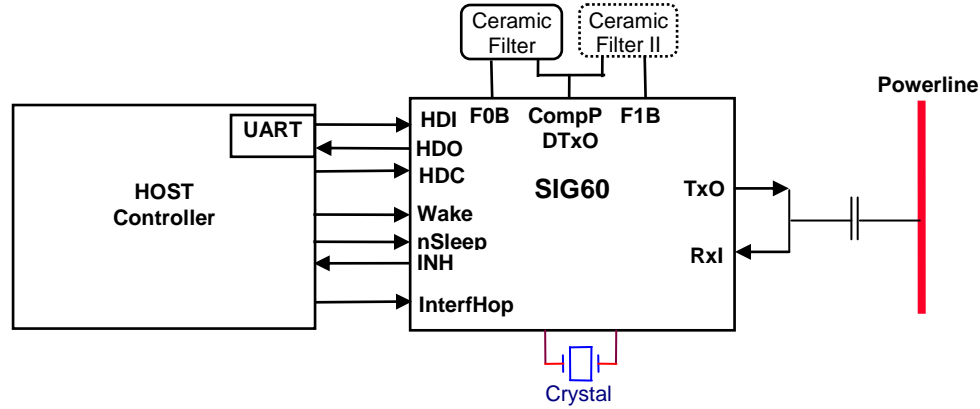 Ceramic
Filter
Ceramic
Filter II
Powerline
UART
HDI
F0B
CompP
F1B
DTxO
HDO
HDC
SIG60
TxO
HOST
Controller
Wake
nSleep
INH
RxI
InterfHop
Crystal